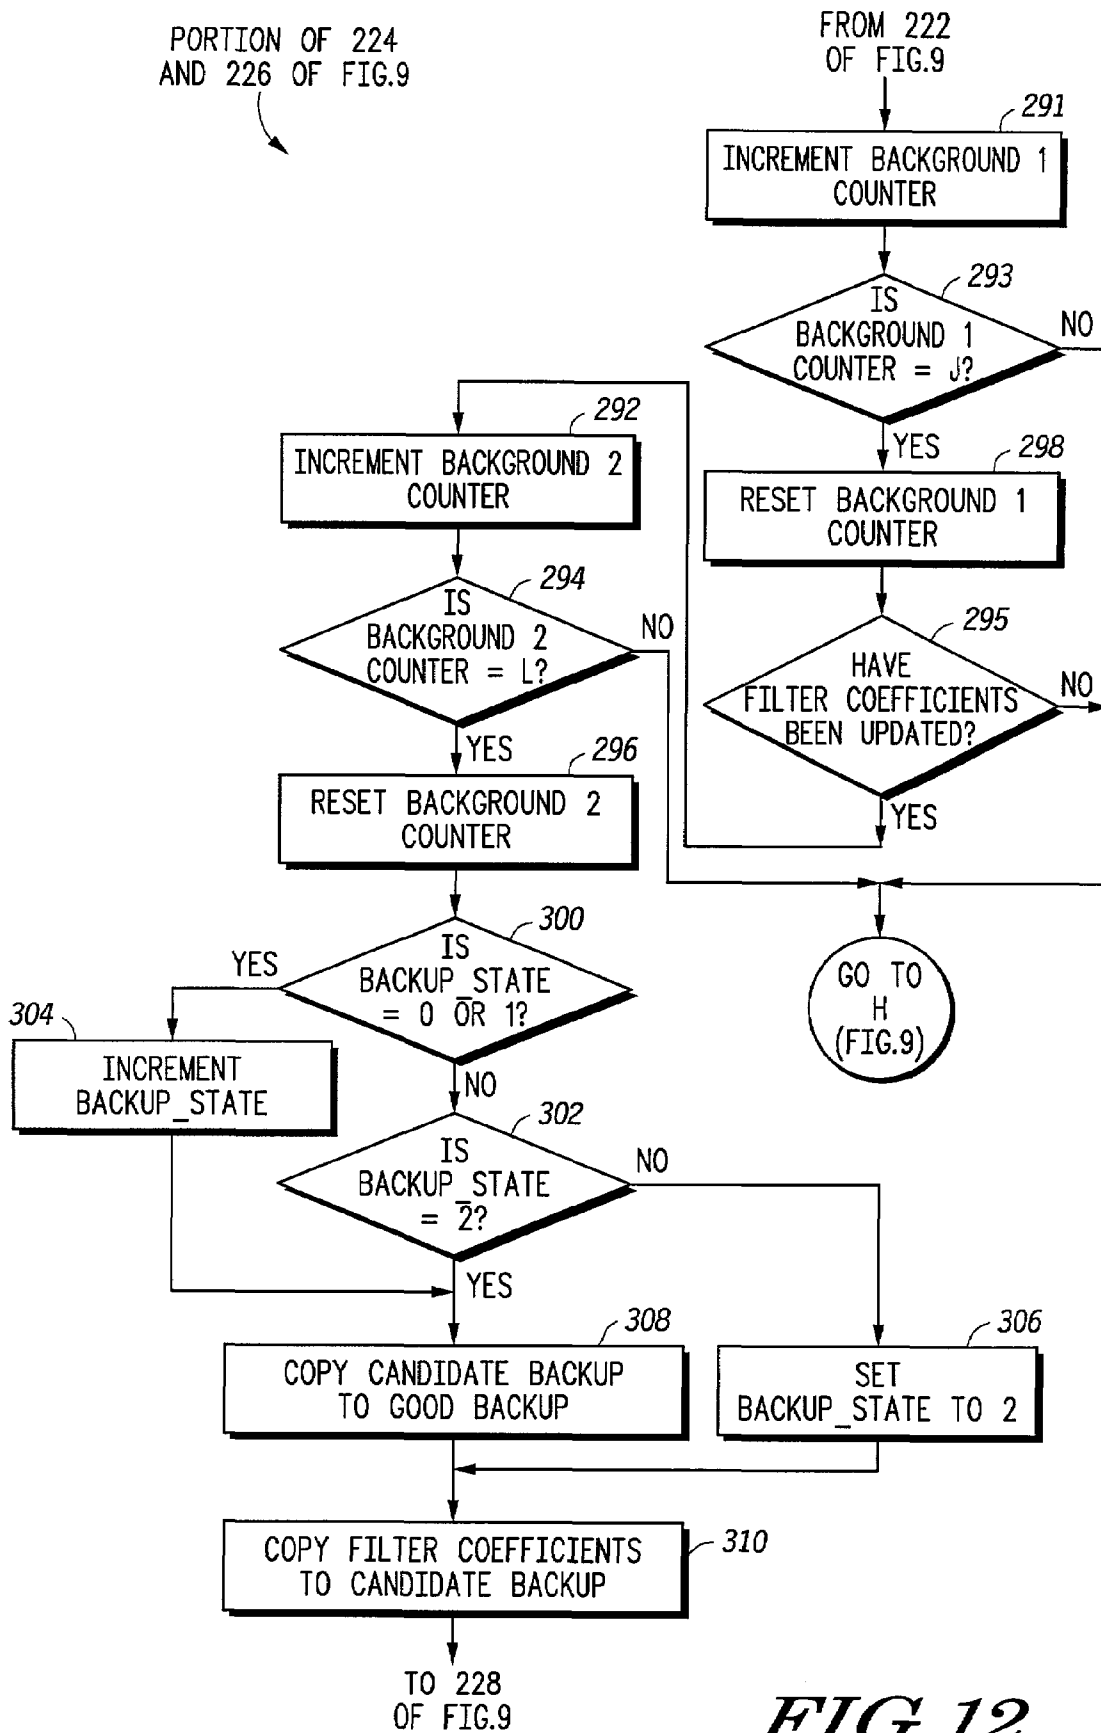 PORTION OF 224
AND 226 OF FIG.9
FROM 222
OF FIG.9
291
INCREMENT BACKGROUND 1
COUNTER
293
IS
BACKGROUND 1
COUNTER = J?
NO
YES
298
RESET BACKGROUND 1
COUNTER
295
HAVE
FILTER COEFFICIENTS
BEEN UPDATED?
NO
YES
292
INCREMENT BACKGROUND 2
COUNTER
294
IS
BACKGROUND 2
COUNTER = L?
NO
YES
296
RESET BACKGROUND 2
COUNTER
300
IS
BACKUP_STATE
= 0 OR 1?
YES
NO
304
INCREMENT
BACKUP_STATE
GO TO
H
(FIG.9)
302
IS
BACKUP_STATE
= 2?
NO
YES
308
COPY CANDIDATE BACKUP
TO GOOD BACKUP
306
SET
BACKUP_STATE TO 2
310
COPY FILTER COEFFICIENTS
TO CANDIDATE BACKUP
TO 228
OF FIG.9
FIG.12